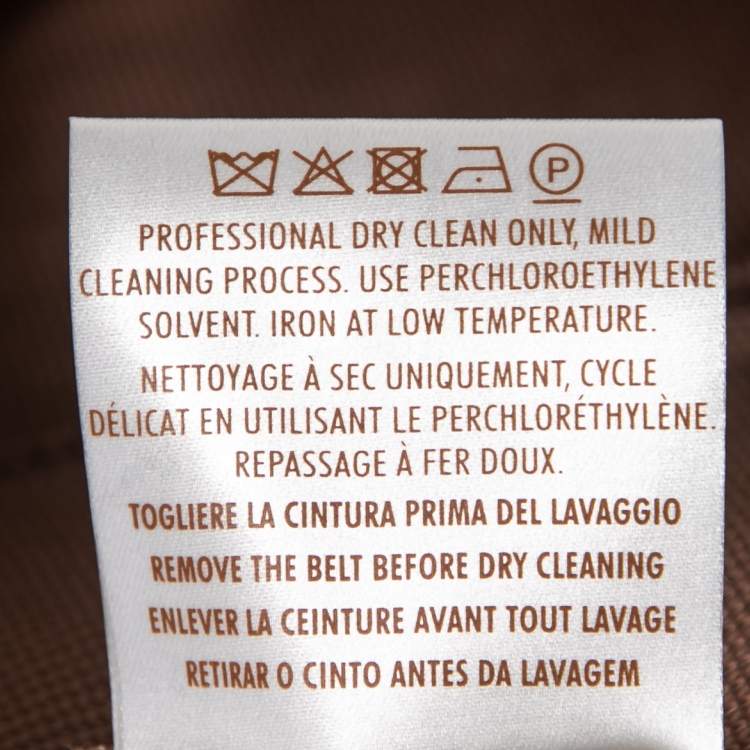 P
PROFESSIONAL DRY CLEAN ONLY, MILD
CLEANING PROCESS. USE PERCHLOROETHYLENE
SOLVENT. IRON AT LOW TEMPERATURE.
NETTOYAGE À SEC UNIQUEMENT, CYCLE
DÉLICAT EN UTILISANT LE PERCHLORÉTHYLÈNE.
REPASSAGE À FER DOUX.
TOGLIERE LA CINTURA PRIMA DEL LAVAGGIO
REMOVE THE BELT BEFORE DRY CLEANING
ENLEVER LA CEINTURE AVANT TOUT LAVAGE
RETIRAR O CINTO ANTES DA LAVAGEM